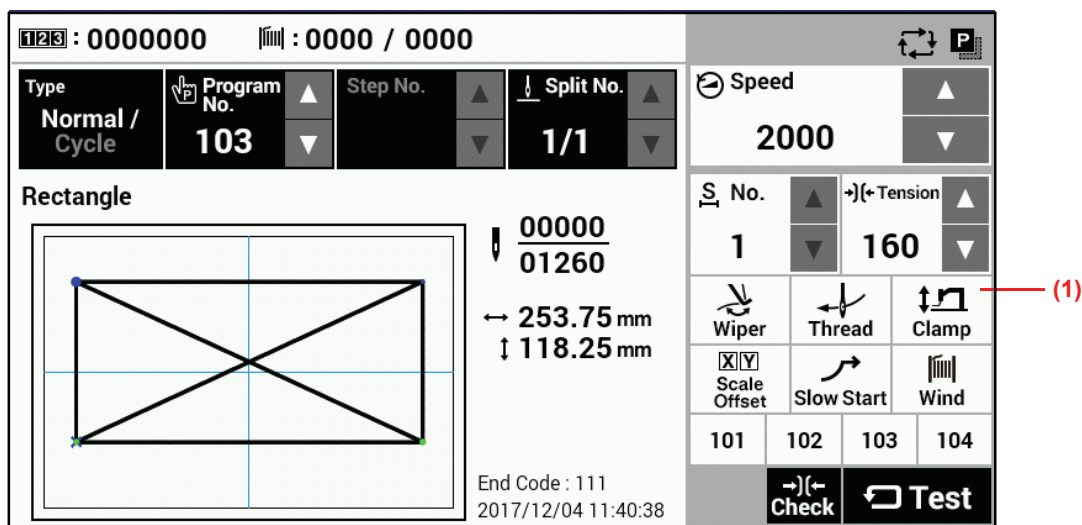 123 : 0000000 : 0000 / 0000
P
Type
Normal /
Cycle
P Program
No.
103
Step No.
Split No.
1/1
Speed
2000
Rectangle
00000
01260
253.75 mm
118.25 mm
End Code : 111
2017/12/04 11:40:38
S No.
1
Tension
160
Wiper
Thread
Clamp
(1)
X Y
Scale
Offset
Slow Start
Wind
101 102 103 104
Check
Test